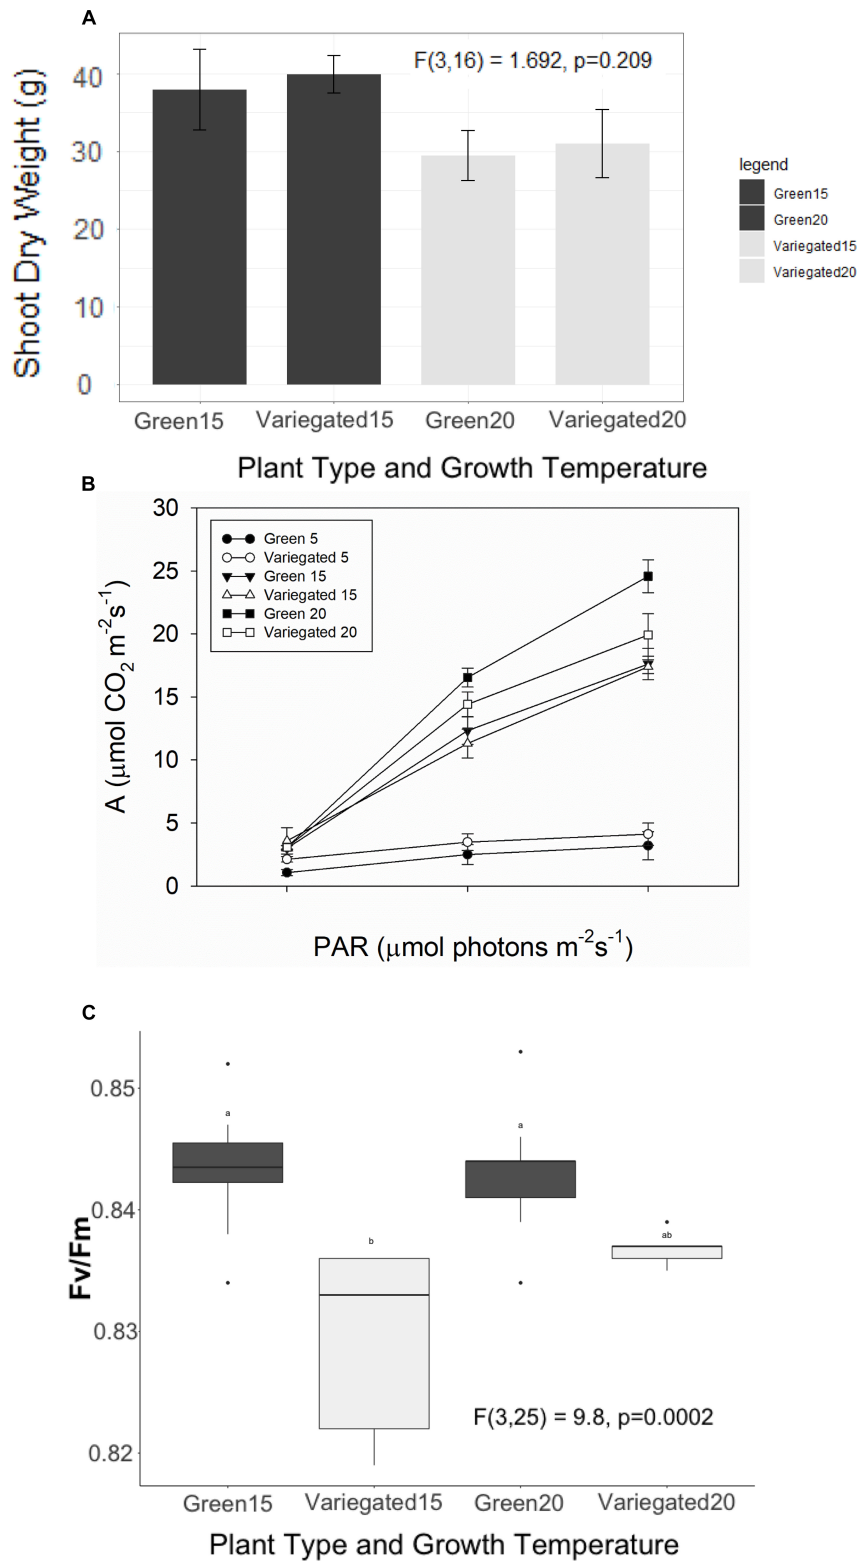 A
Shoot Dry Weight (g)
40
30
20
10
0
F(3,16) = 1.692, p=0.209
legend
Green15
Green20
Variegated15
Variegated20
Green15 Variegated15 Green20 Variegated20
Plant Type and Growth Temperature
B
A (μmol CO2 m-2s-1)
30
25
20
15
10
5
0
Green 5
Variegated 5
Green 15
Variegated 15
Green 20
Variegated 20
PAR (μmol photons m-2s-1)
C
Fv/Fm
0.85
0.84
0.83
0.82
a
b
a
ab
F(3,25) = 9.8, p=0.0002
Green15 Variegated15 Green20 Variegated20
Plant Type and Growth Temperature